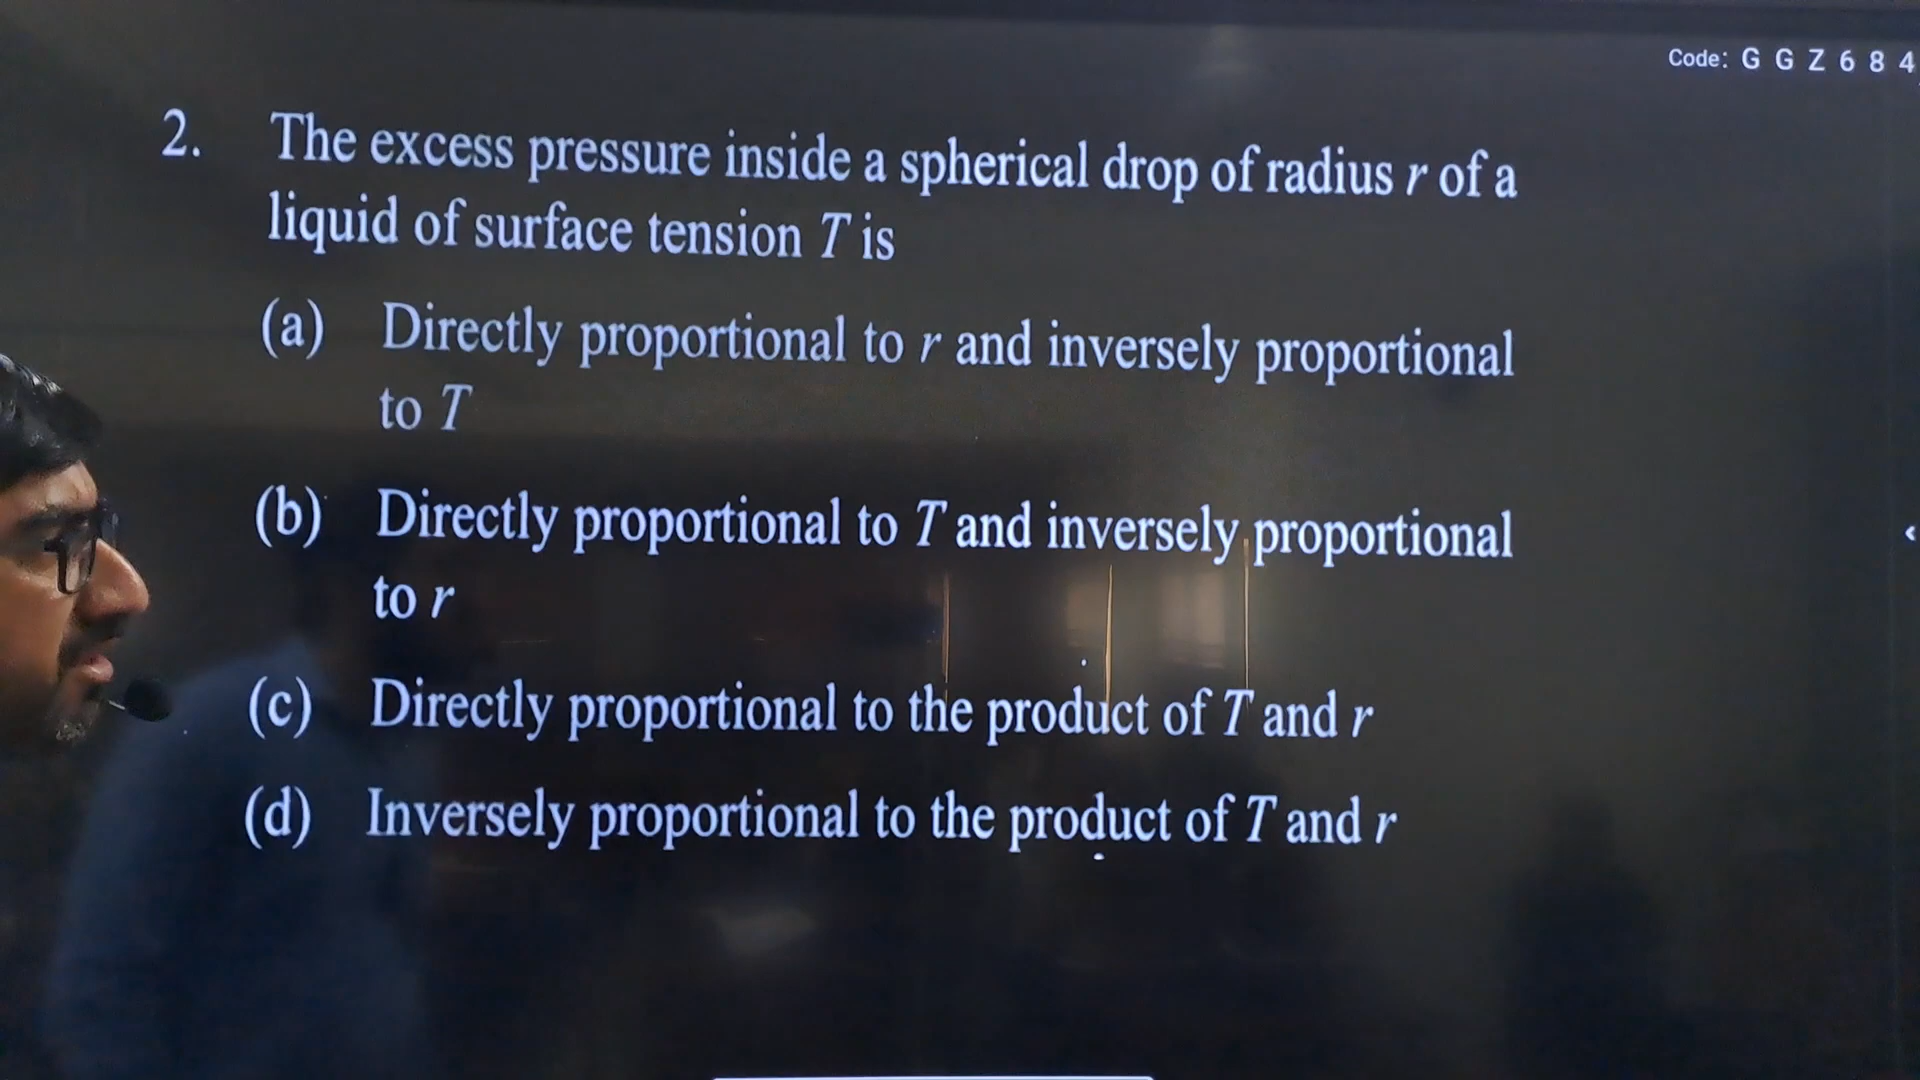 Code: G G Z 6 8 4
2. The excess pressure inside a spherical drop of radius r of a
liquid of surface tension T is
(a) Directly proportional to r and inversely proportional
to T
(b) Directly proportional to T and inversely proportional
to r
(c) Directly proportional to the product of T and r
(d) Inversely proportional to the product of T and r